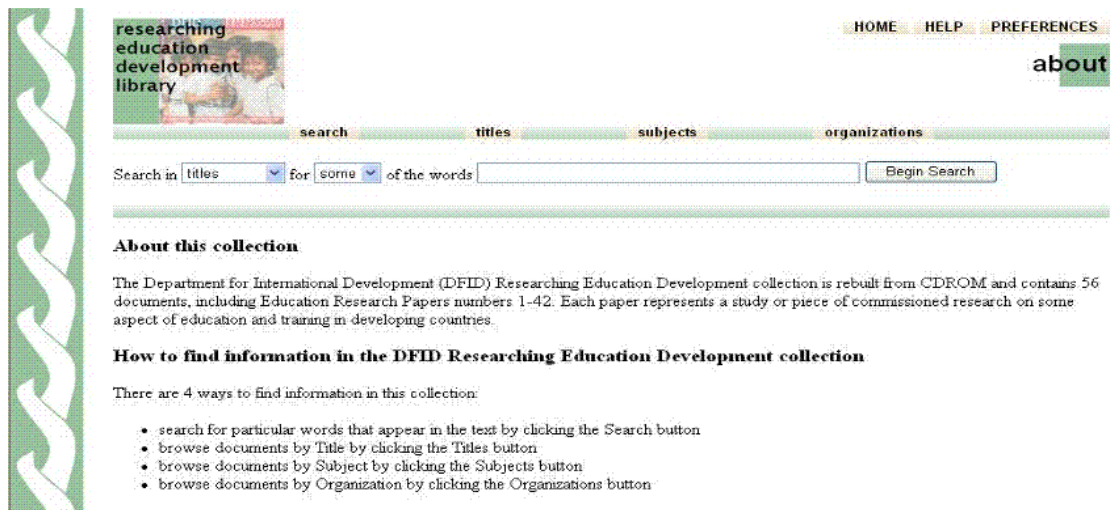 researching
education
development
library
HOME HELP PREFERENCES
about
search titles subjects organizations
Search in titles for some of the words Begin Search
About this collection
The Department for International Development (DFID) Researching Education Development collection is rebuilt from CDROM and contains 56
documents, including Education Research Papers numbers 1-42. Each paper represents a study or piece of commissioned research on some
aspect of education and training in developing countries.
How to find information in the DFID Researching Education Development collection
There are 4 ways to find information in this collection:
• search for particular words that appear in the text by clicking the Search button
• browse documents by Title by clicking the Titles button
• browse documents by Subject by clicking the Subjects button
• browse documents by Organization by clicking the Organizations button